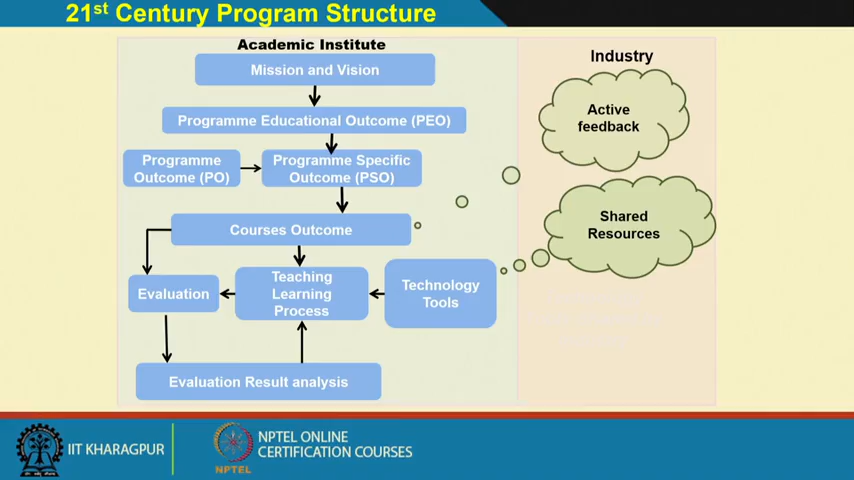 21st Century Program Structure
Academic Institute
Mission and Vision
Programme Educational Outcome (PEO)
Programme
Outcome (PO)
Programme Specific
Outcome (PSO)
Courses Outcome
Evaluation
Teaching
Learning
Process
Technology
Tools
Evaluation Result analysis
Industry
Active
feedback
Shared
Resources
IIT KHARAGPUR
NPTEL
NPTEL ONLINE
CERTIFICATION COURSES